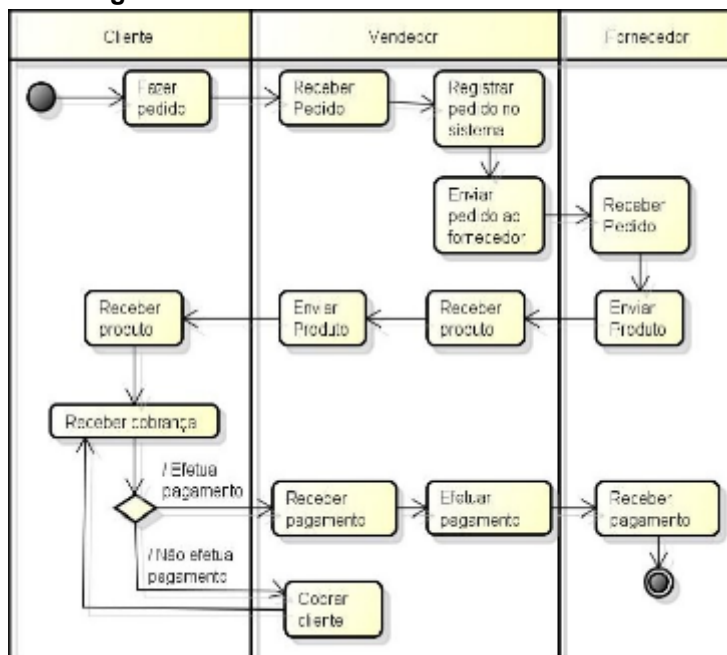 Cliente
Vendedor
Fornecedor
Fazer
pedido
Receber
Pedido
Registrar
pedido no
sistema
Enviar
pedido ao
fornecedor
Receber
Pedido
Receber
produto
Enviar
Produto
Receber
produto
Enviar
Produto
Receber cobrança
/ Efetua
pagamento
Receber
pagamento
Efetuar
pagamento
Receber
pagamento
/ Não efetua
pagamento
Cobrar
cliente